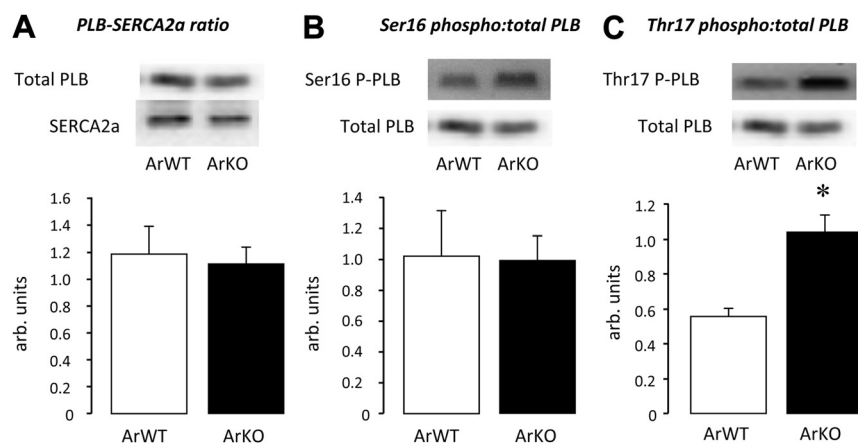 A PLB-SERCA2a ratio
Total PLB
SERCA2a
ArWT ArKO
arb. units
1.6
1.4
1.2
1.0
0.8
0.6
0.4
0.2
0
ArWT ArKO
B Ser16 phospho:total PLB
Ser16 P-PLB
Total PLB
ArWT ArKO
arb. units
1.4
1.2
1.0
0.8
0.6
0.4
0.2
0
ArWT ArKO
C Thr17 phospho:total PLB
Thr17 P-PLB
Total PLB
ArWT ArKO
*
arb. units
1.2
1.0
0.8
0.6
0.4
0.2
0
ArWT ArKO